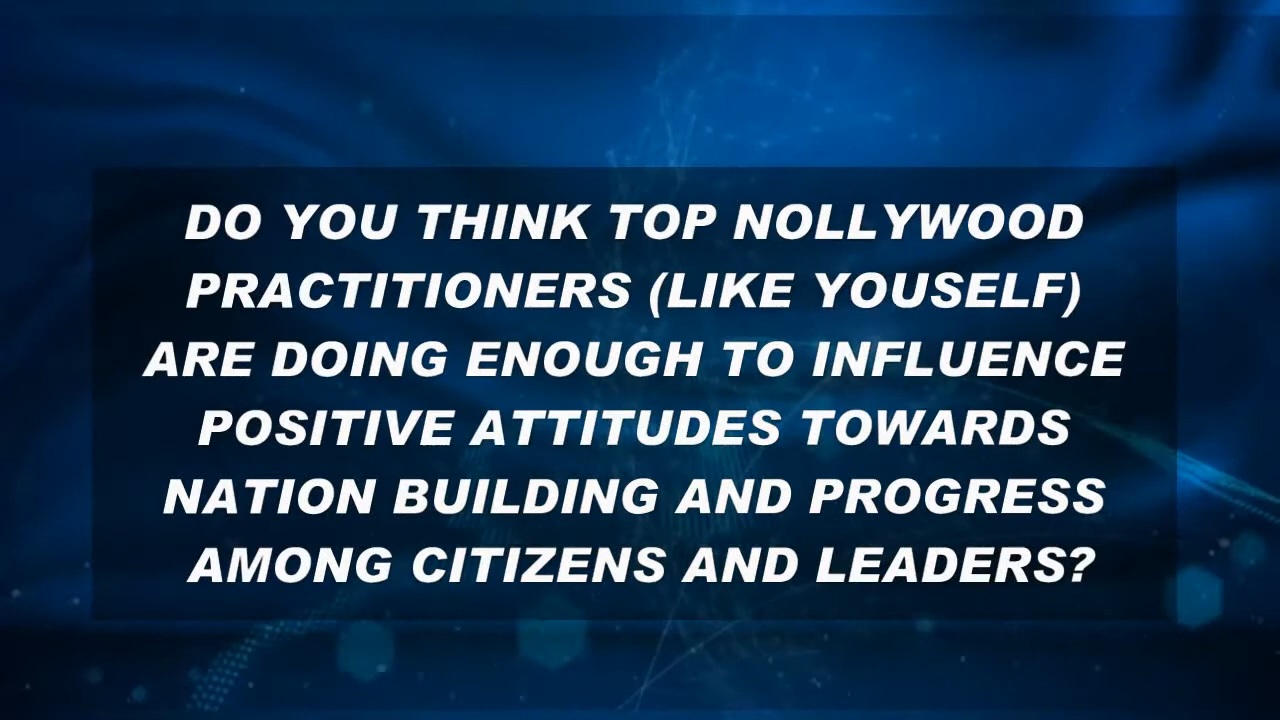 DO YOU THINK TOP NOLLYWOOD
PRACTITIONERS (LIKE YOUSELF)
ARE DOING ENOUGH TO INFLUENCE
POSITIVE ATTITUDES TOWARDS
NATION BUILDING AND PROGRESS
AMONG CITIZENS AND LEADERS?